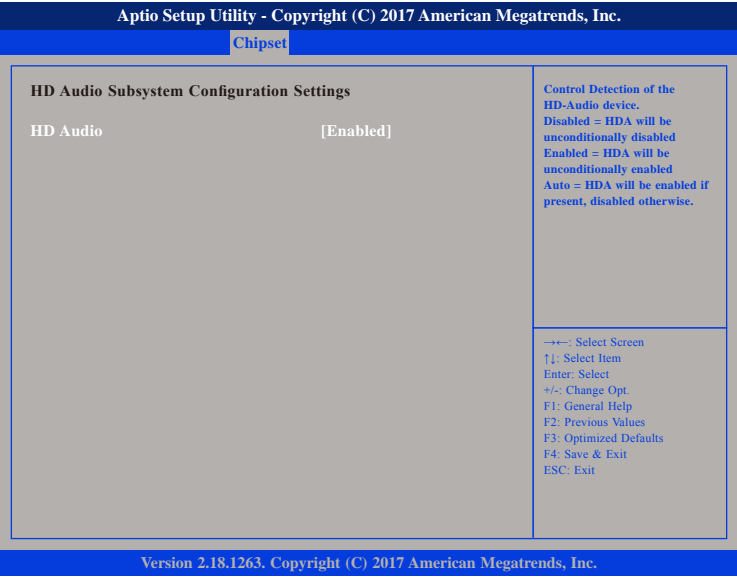 Aptio Setup Utility - Copyright (C) 2017 American Megatrends, Inc.
Chipset
HD Audio Subsystem Configuration Settings
HD Audio [Enabled]
Control Detection of the
HD-Audio device.
Disabled = HDA will be
unconditionally disabled
Enabled = HDA will be
unconditionally enabled
Auto = HDA will be enabled if
present, disabled otherwise.
→←: Select Screen
↑↓: Select Item
Enter: Select
+/-: Change Opt.
F1: General Help
F2: Previous Values
F3: Optimized Defaults
F4: Save & Exit
ESC: Exit
Version 2.18.1263. Copyright (C) 2017 American Megatrends, Inc.